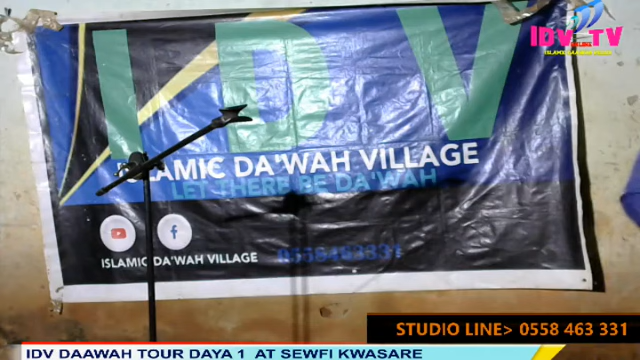 IDV TV
IDV
ISLAMIC DA'WAH VILLAGE
LET THERE BE DA'WAH
ISLAMIC DA'WAH VILLAGE 0558463331
STUDIO LINE> 0558 463 331
IDV DAAWAH TOUR DAYA 1 AT SEWFI KWASARE